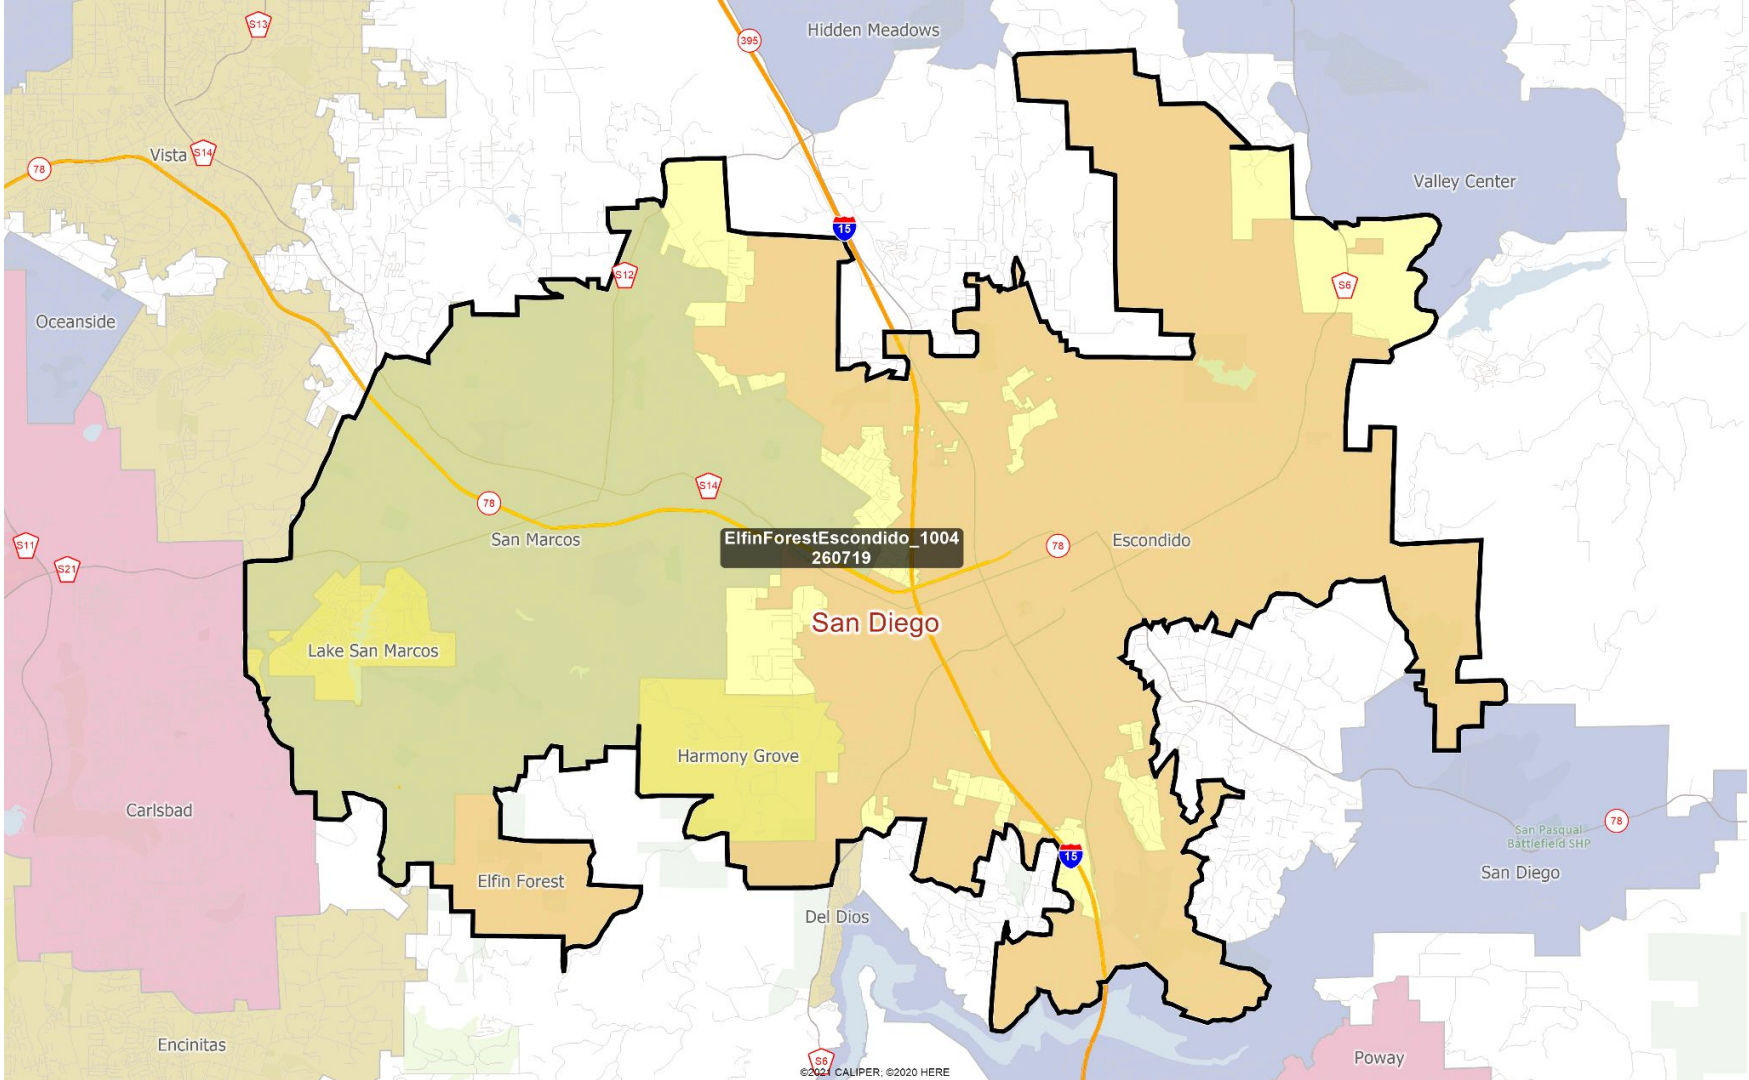 S13
395
Hidden Meadows
Vista
S14
78
Valley Center
15
S12
S6
Oceanside
S14
78
San Marcos
ElfinForestEscondido_1004
260719
78
Escondido
S11
S21
San Diego
Lake San Marcos
Harmony Grove
Carlsbad
78
San Pasqual
Battlefield SHP
15
San Diego
Elfin Forest
Del Dios
Encinitas
S6
Poway
©2021 CALIPER; ©2020 HERE